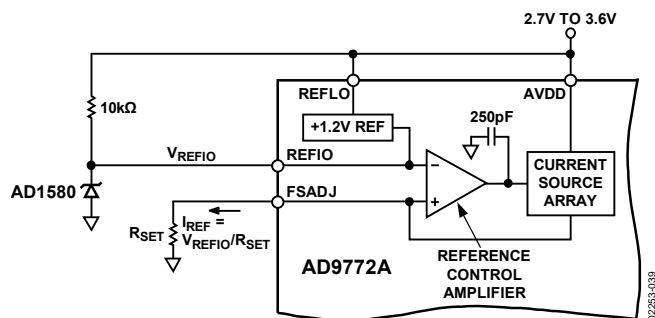 2.7V TO 3.6V
REFLO
AVDD
10kΩ
+1.2V REF
250pF
VREFIO
REFIO
AD1580
FSADJ
–
+
CURRENT
SOURCE
ARRAY
RSET
IREF =
VREFIO/RSET
AD9772A
REFERENCE
CONTROL
AMPLIFIER
02253-039